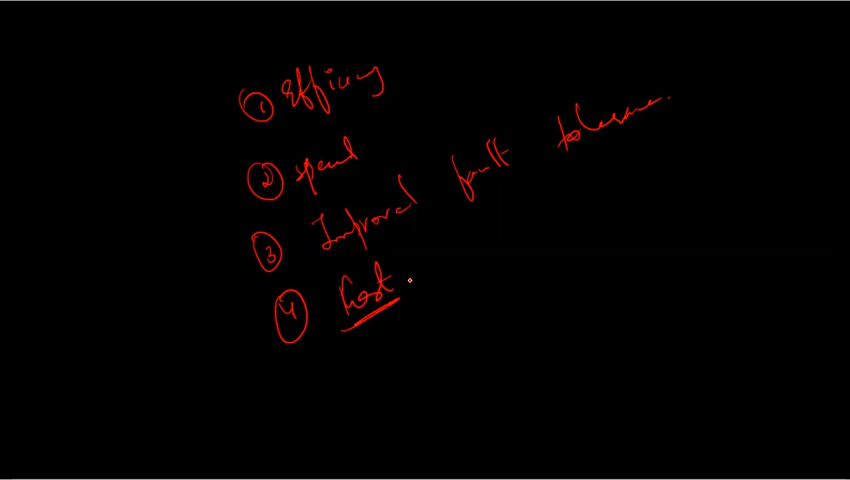 ① Efficiency
② Speed
③ Improved fault tolerance.
④ Cost